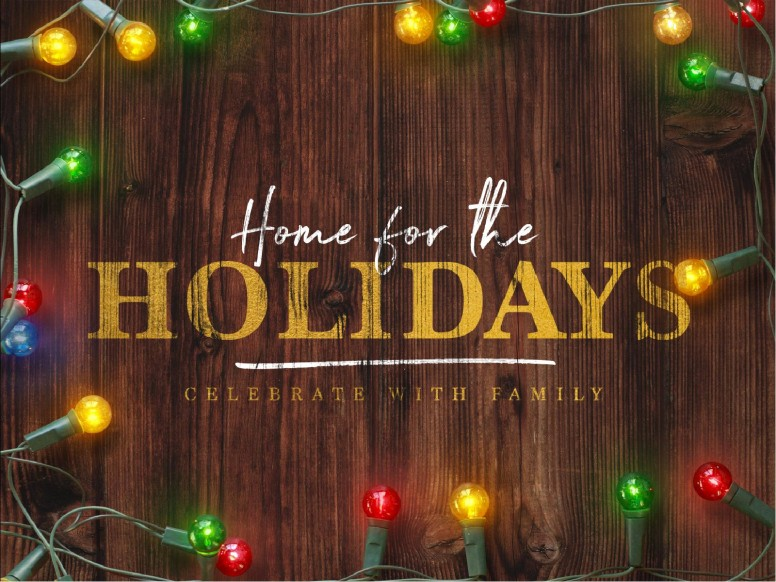 Home for the
HOLIDAYS
CELEBRATE WITH FAMILY